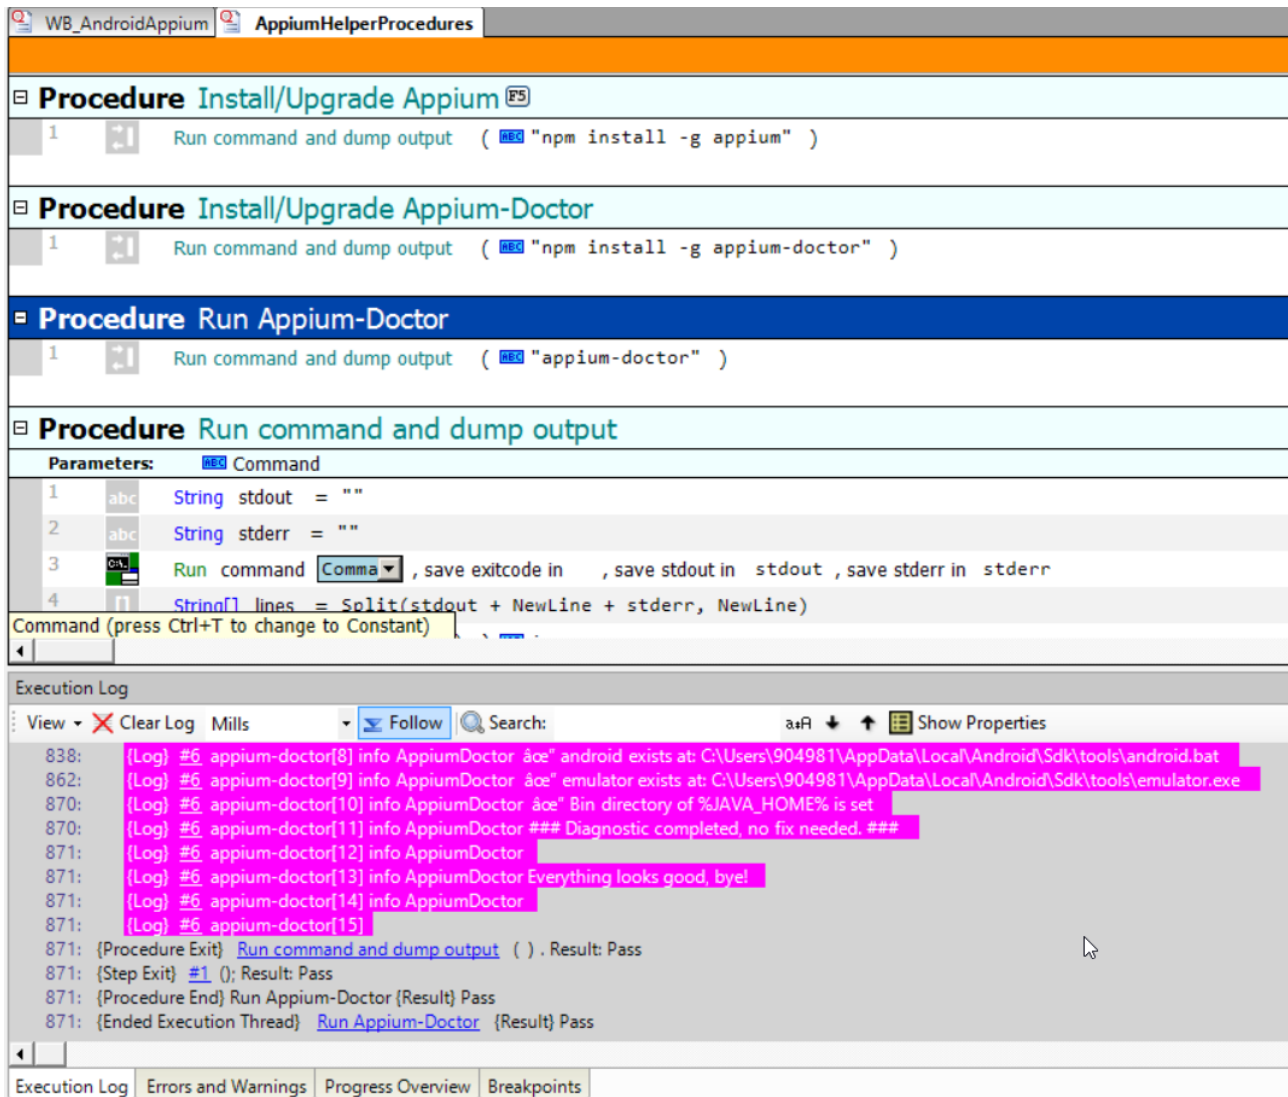 WB_AndroidAppium AppiumHelperProcedures
Procedure Install/Upgrade Appium F5
1 Run command and dump output ( ABC "npm install -g appium" )
Procedure Install/Upgrade Appium-Doctor
1 Run command and dump output ( ABC "npm install -g appium-doctor" )
Procedure Run Appium-Doctor
1 Run command and dump output ( ABC "appium-doctor" )
Procedure Run command and dump output
Parameters: ABC Command
1 abc String stdout = ""
2 abc String stderr = ""
3 C:\. Run command Comma , save exitcode in , save stdout in stdout , save stderr in stderr
4 [] String[] lines = Split(stdout + NewLine + stderr, NewLine)
Command (press Ctrl+T to change to Constant)
Execution Log
View Clear Log Mills Follow Search: Show Properties
838: {Log} #6 appium-doctor[8] info AppiumDoctor âœ" android exists at: C:\Users\904981\AppData\Local\Android\Sdk\tools\android.bat
862: {Log} #6 appium-doctor[9] info AppiumDoctor âœ" emulator exists at: C:\Users\904981\AppData\Local\Android\Sdk\tools\emulator.exe
870: {Log} #6 appium-doctor[10] info AppiumDoctor âœ" Bin directory of %JAVA_HOME% is set
870: {Log} #6 appium-doctor[11] info AppiumDoctor ### Diagnostic completed, no fix needed. ###
871: {Log} #6 appium-doctor[12] info AppiumDoctor
871: {Log} #6 appium-doctor[13] info AppiumDoctor Everything looks good, bye!
871: {Log} #6 appium-doctor[14] info AppiumDoctor
871: {Log} #6 appium-doctor[15]
871: {Procedure Exit} Run command and dump output ( ) . Result: Pass
871: {Step Exit} #1 (); Result: Pass
871: {Procedure End} Run Appium-Doctor {Result} Pass
871: {Ended Execution Thread} Run Appium-Doctor {Result} Pass
Execution Log Errors and Warnings Progress Overview Breakpoints